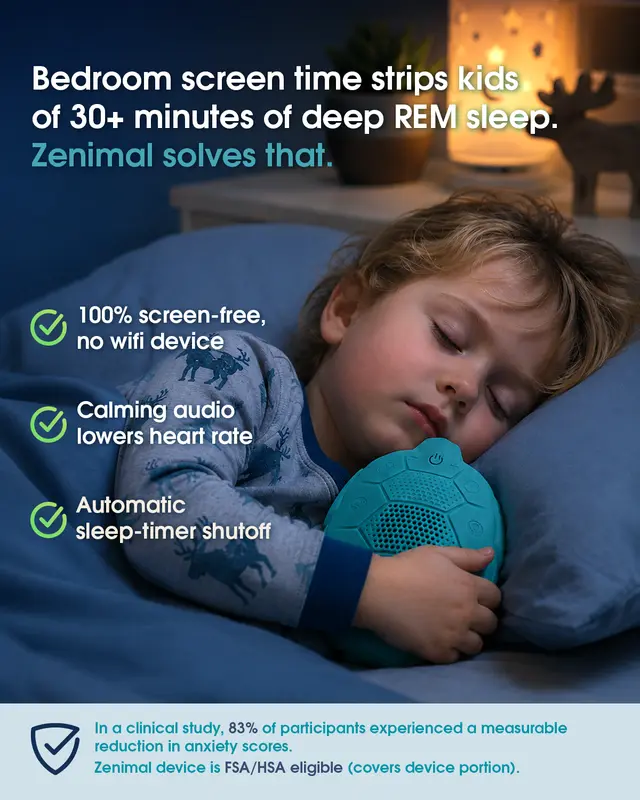 Bedroom screen time strips kids
of 30+ minutes of deep REM sleep.
Zenimal solves that.
100% screen-free,
no wifi device
Calming audio
lowers heart rate
Automatic
sleep-timer shutoff
In a clinical study, 83% of participants experienced a measurable
reduction in anxiety scores.
Zenimal device is FSA/HSA eligible (covers device portion).